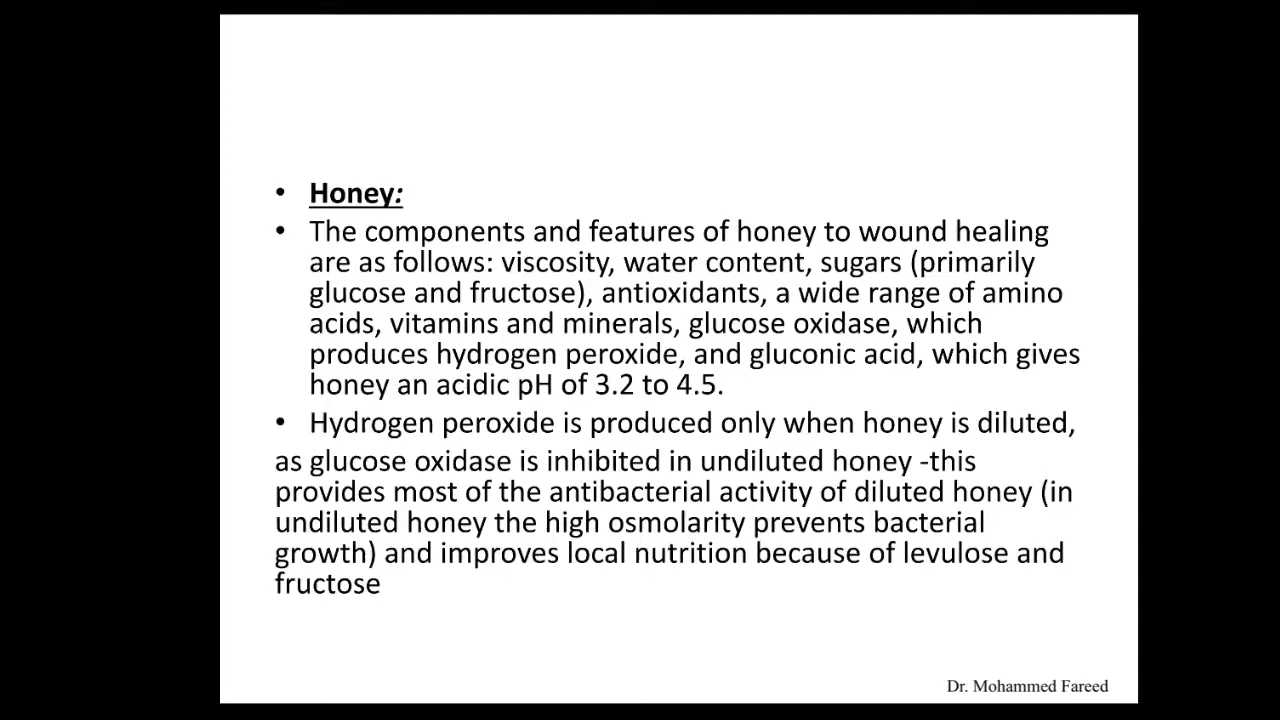 • Honey:
• The components and features of honey to wound healing
are as follows: viscosity, water content, sugars (primarily
glucose and fructose), antioxidants, a wide range of amino
acids, vitamins and minerals, glucose oxidase, which
produces hydrogen peroxide, and gluconic acid, which gives
honey an acidic pH of 3.2 to 4.5.
• Hydrogen peroxide is produced only when honey is diluted,
as glucose oxidase is inhibited in undiluted honey -this
provides most of the antibacterial activity of diluted honey (in
undiluted honey the high osmolarity prevents bacterial
growth) and improves local nutrition because of levulose and
fructose
Dr. Mohammed Fareed